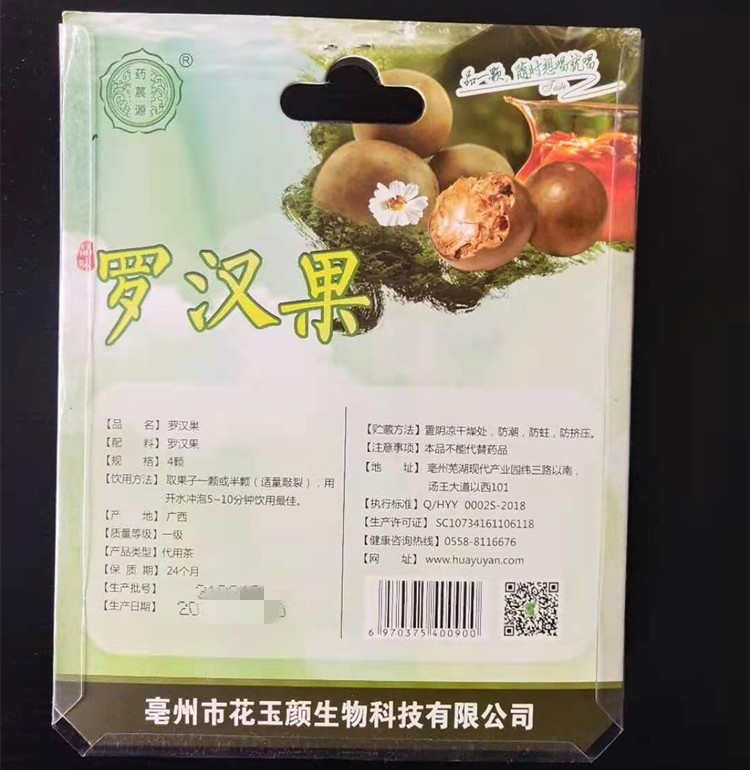 药晨源
®
品一颗，随时想喝就喝
罗汉果
【品 名】罗汉果
【配 料】罗汉果
【规 格】4颗
【饮用方法】取果子一颗或半颗（适量敲裂），用
开水冲泡5~10分钟饮用最佳。
【产 地】广西
【质量等级】一级
【产品类型】代用茶
【保 质 期】24个月
【生产批号】
【生产日期】20
【贮藏方法】置阴凉干燥处，防潮，防蛀，防挤压。
【注意事项】本品不能代替药品
【地 址】亳州芜湖现代产业园纬三路以南，
汤王大道以西101
【执行标准】Q/HYY 0002S-2018
【生产许可证】SC10734161106118
【健康咨询热线】0558-8116676
【网 址】www.huayuyan.com
6 970375 400900
亳州市花玉颜生物科技有限公司